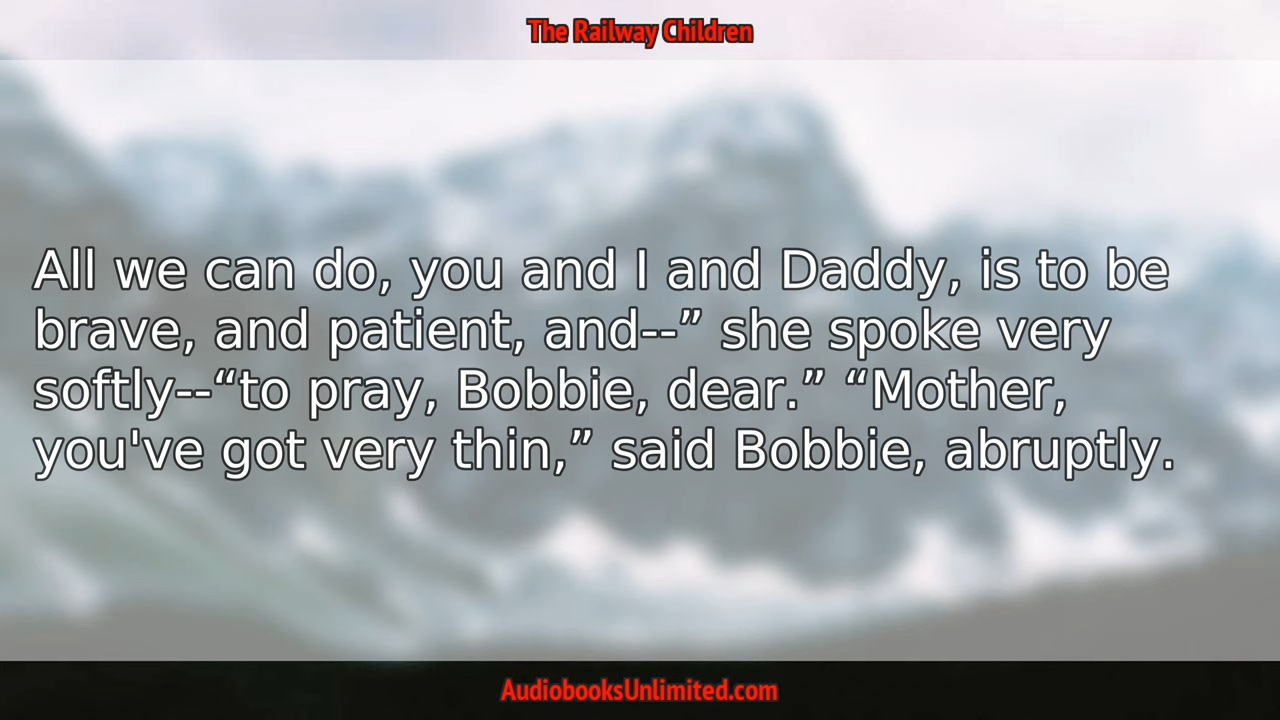 The Railway Children
All we can do, you and I and Daddy, is to be
brave, and patient, and--” she spoke very
softly--“to pray, Bobbie, dear.” “Mother,
you've got very thin,” said Bobbie, abruptly.
AudiobooksUnlimited.com